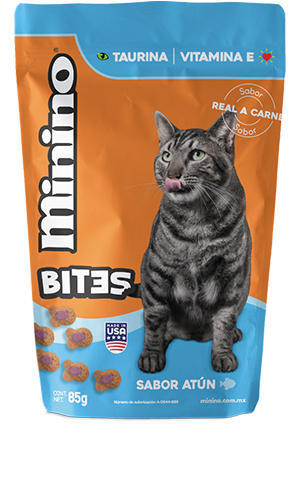 TAURINA | VITAMINA E
Sabor
REAL A CARNE
Sabor
minino®
BITES
MADE IN
USA
SABOR ATÚN
CONT.
NET. 85g
minino.com.mx